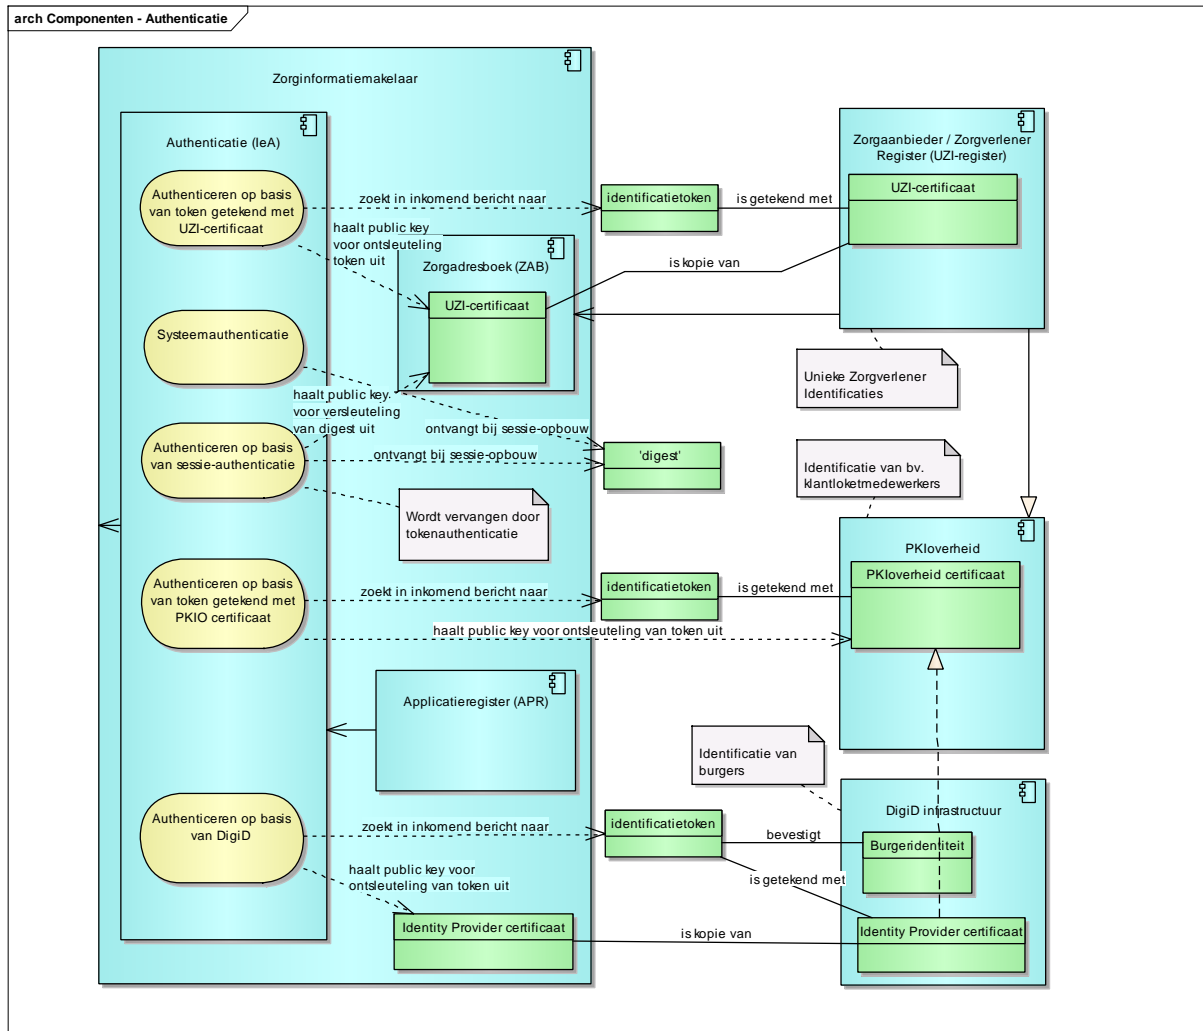 arch Componenten - Authenticatie
Zorginformatiemakelaar
Authenticatie (IeA)
Authenticeren op basis
van token getekend met
UZI-certificaat
zoekt in inkomend bericht naar
identificatietoken
is getekend met
Zorgaanbieder / Zorgverlener
Register (UZI-register)
UZI-certificaat
haalt public key
voor ontsleuteling
token uit
Zorgadresboek (ZAB)
UZI-certificaat
is kopie van
Systeemauthenticatie
Unieke Zorgverlener
Identificaties
haalt public key
voor versleuteling
van digest uit
ontvangt bij sessie-opbouw
Authenticeren op basis
van sessie-authenticatie
ontvangt bij sessie-opbouw
'digest'
Identificatie van bv.
klantloketmedewerkers
Wordt vervangen door
tokenauthenticatie
PKIoverheid
PKIoverheid certificaat
Authenticeren op basis
van token getekend met
PKIO certificaat
zoekt in inkomend bericht naar
identificatietoken
is getekend met
haalt public key voor ontsleuteling van token uit
Applicatieregister (APR)
Identificatie van
burgers
DigiD infrastructuur
Authenticeren op basis
van DigiD
zoekt in inkomend bericht naar
identificatietoken
bevestigt
Burgeridentiteit
haalt public key voor
ontsleuteling van token uit
is getekend met
Identity Provider certificaat
is kopie van
Identity Provider certificaat